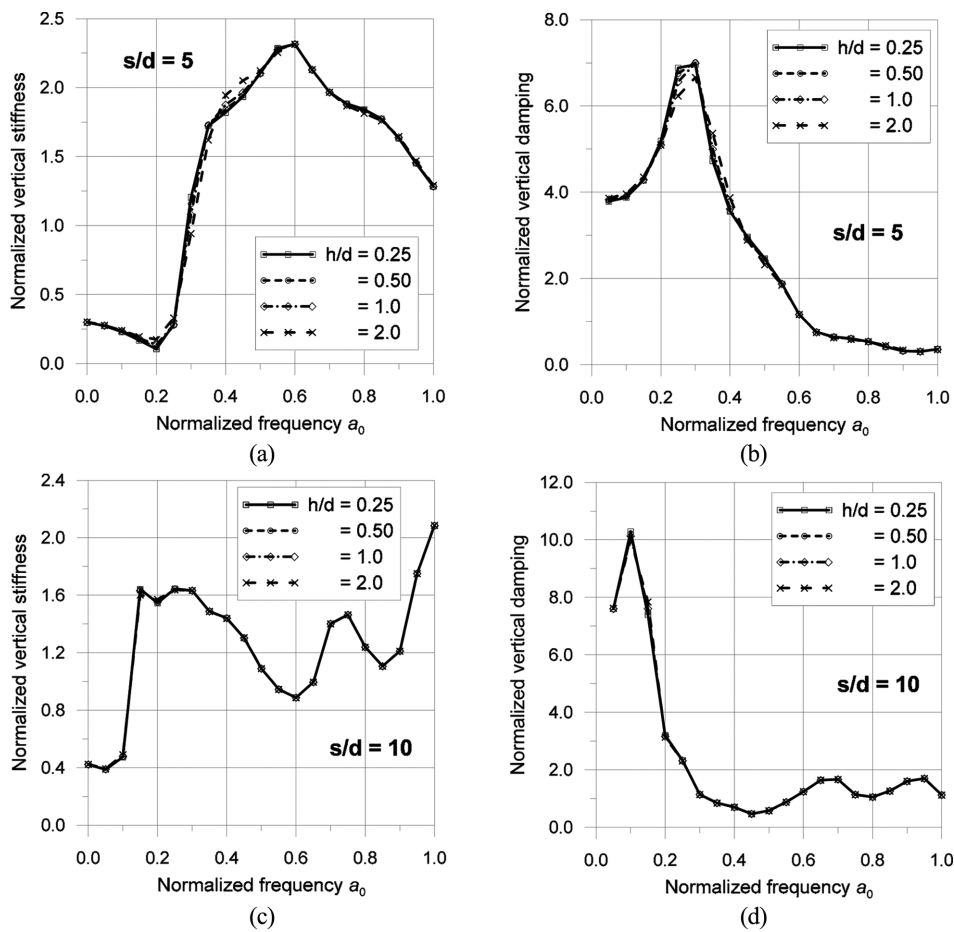 2.5
2.0
1.5
1.0
0.5
0.0
Normalized vertical stiffness
s/d = 5
h/d = 0.25
= 0.50
= 1.0
= 2.0
0.0 0.2 0.4 0.6 0.8 1.0
Normalized frequency a0
(a)
8.0
6.0
4.0
2.0
0.0
Normalized vertical damping
h/d = 0.25
= 0.50
= 1.0
= 2.0
s/d = 5
0.0 0.2 0.4 0.6 0.8 1.0
Normalized frequency a0
(b)
2.4
2.0
1.6
1.2
0.8
0.4
0.0
Normalized vertical stiffness
h/d = 0.25
= 0.50
= 1.0
= 2.0
s/d = 10
0.0 0.2 0.4 0.6 0.8 1.0
Normalized frequency a0
(c)
12.0
10.0
8.0
6.0
4.0
2.0
0.0
Normalized vertical damping
h/d = 0.25
= 0.50
= 1.0
= 2.0
s/d = 10
0.0 0.2 0.4 0.6 0.8 1.0
Normalized frequency a0
(d)